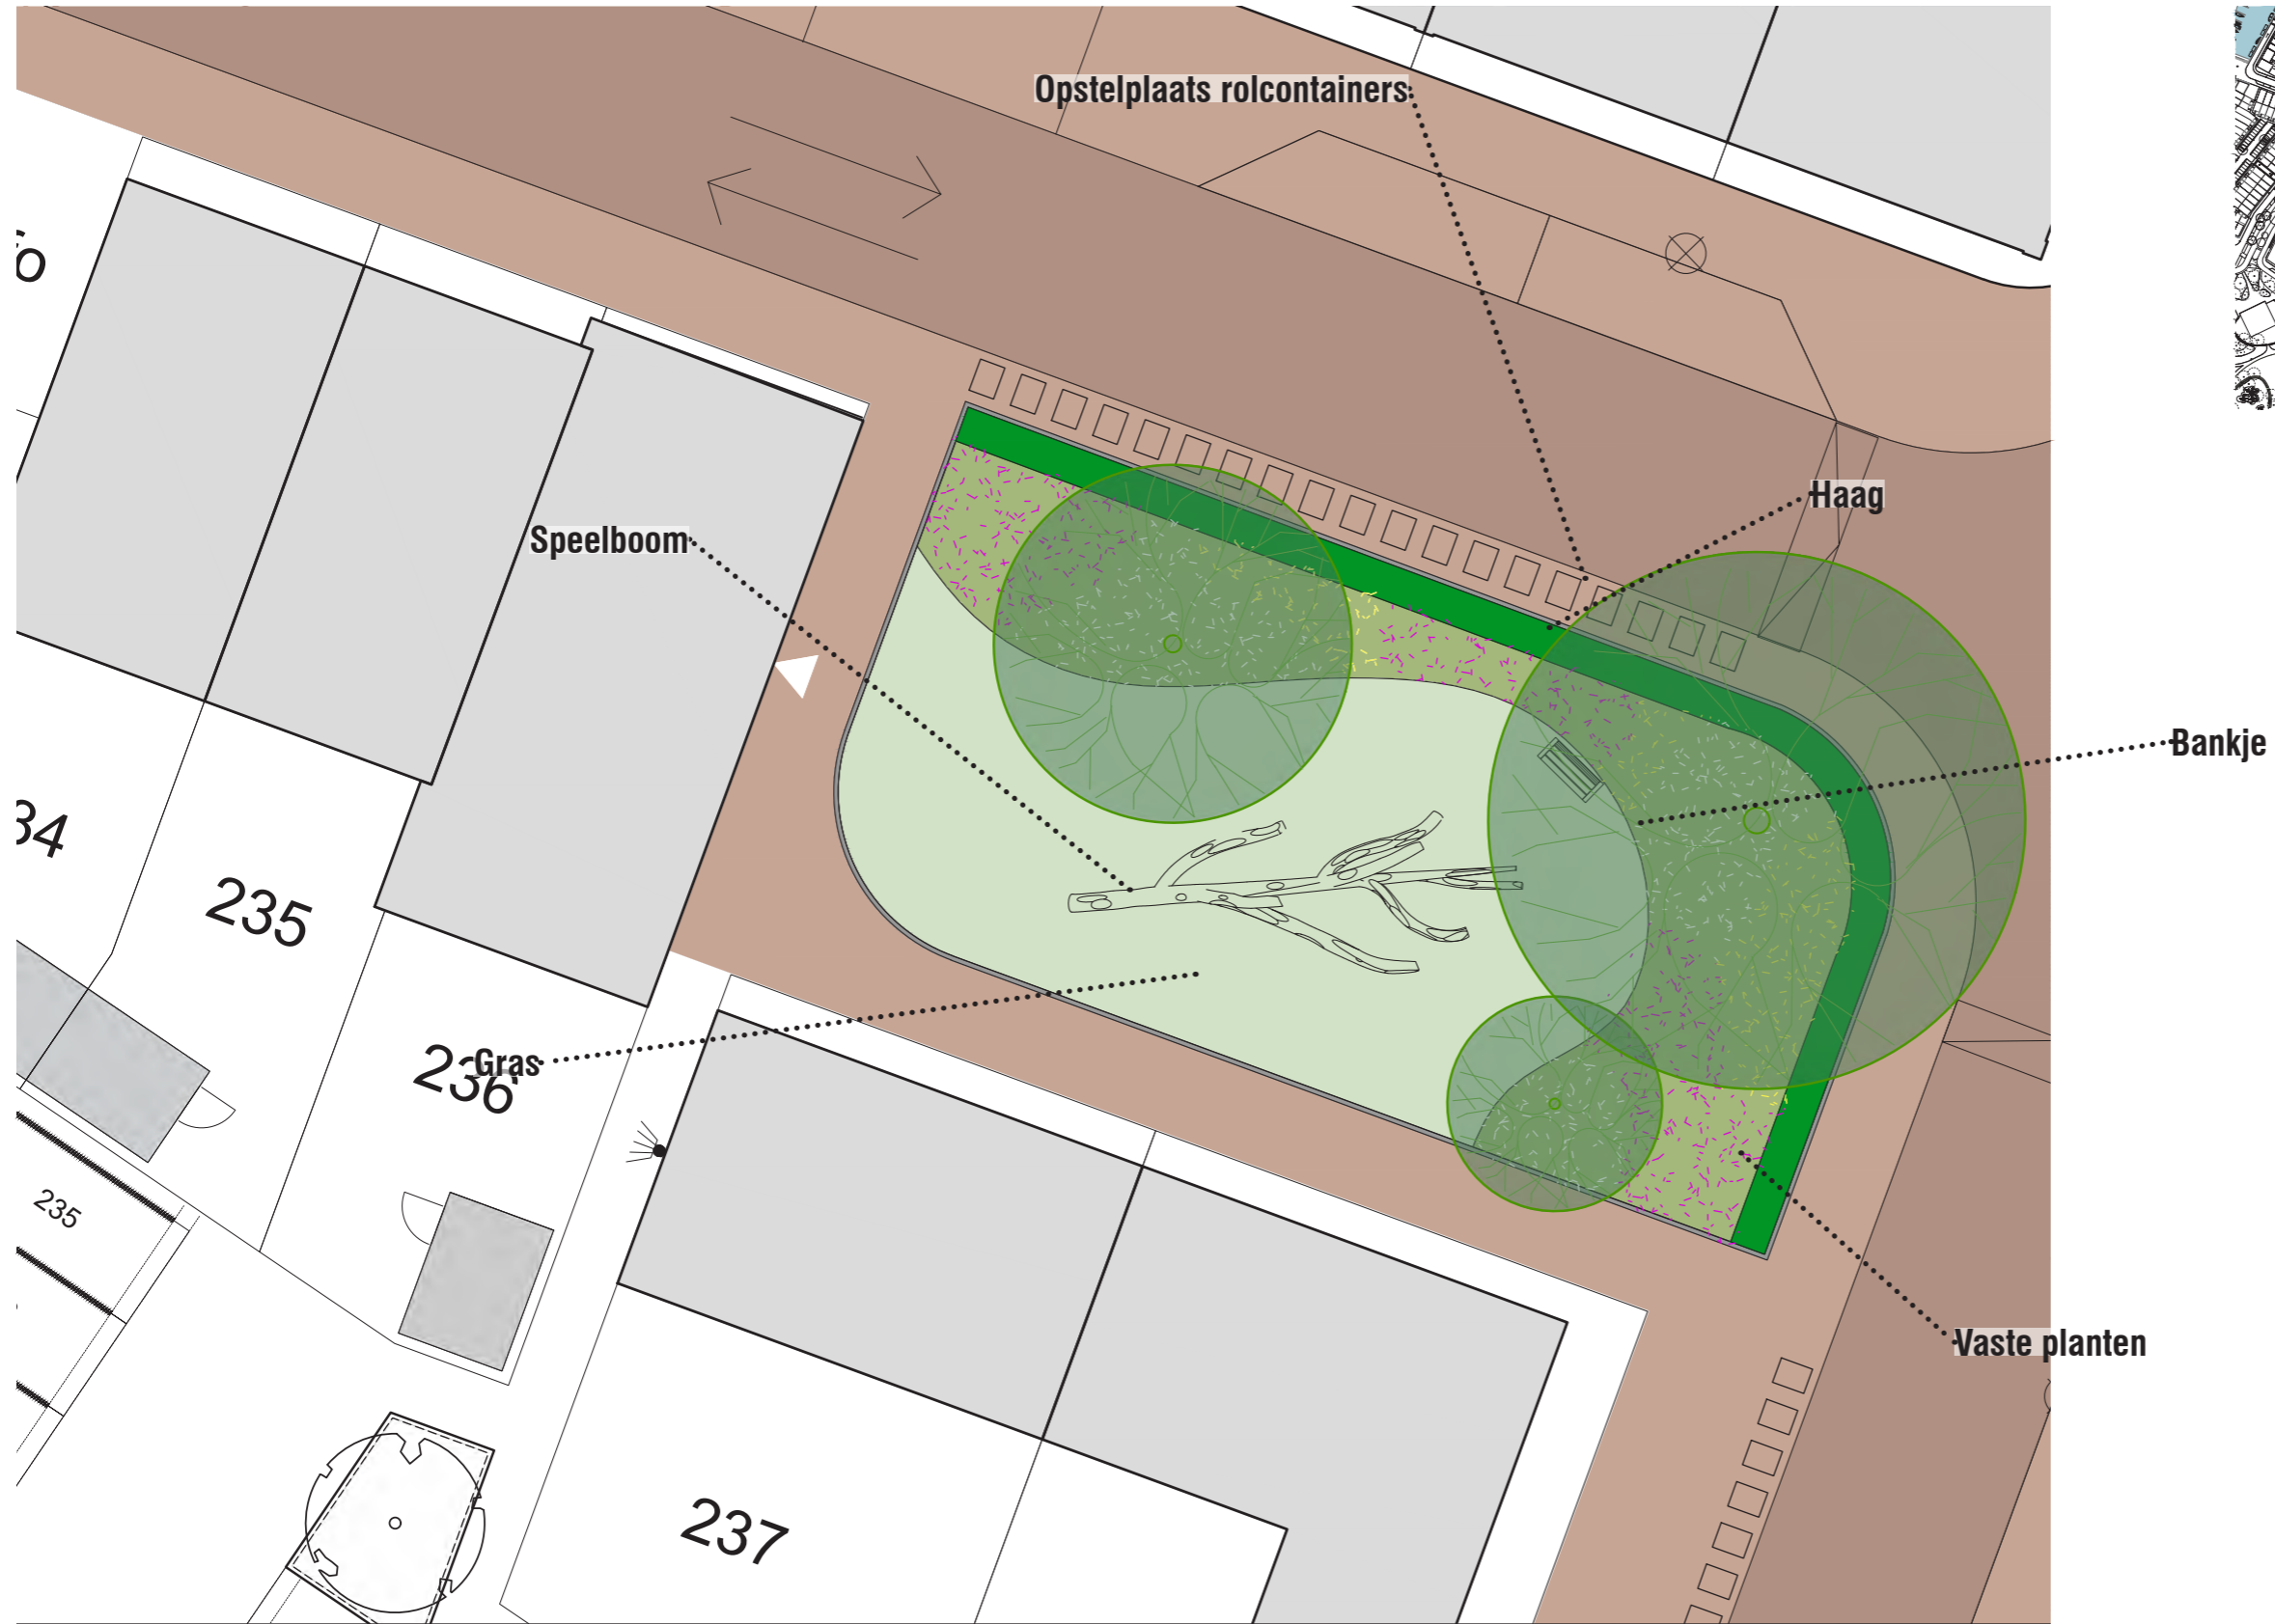 Opstelplaats rolcontainers
Haag
Speelboom
Bankje
34
235
236
Gras
235
Vaste planten
237